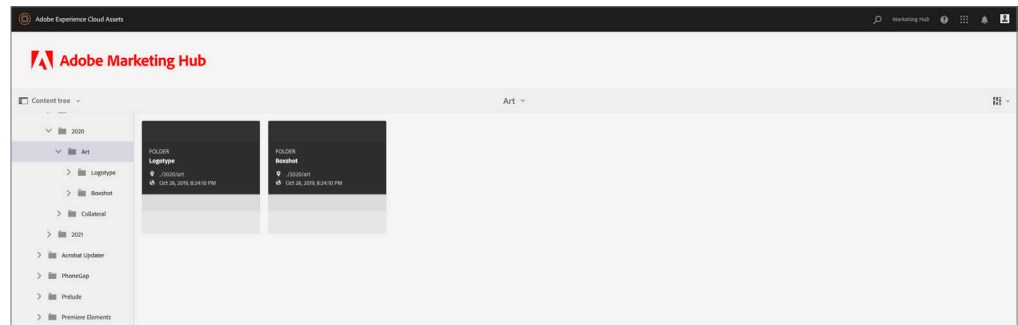 Adobe Experience Cloud Assets
Marketing Hub
Adobe Marketing Hub
Content tree
Art
2020
Art
Logotype
Boxshot
Collateral
2021
Acrobat Updater
PhoneGap
Prelude
Premiere Elements
FOLDER
Logotype
../2020/art
Oct 26, 2019, 8:24:10 PM
FOLDER
Boxshot
../2020/art
Oct 26, 2019, 8:24:10 PM